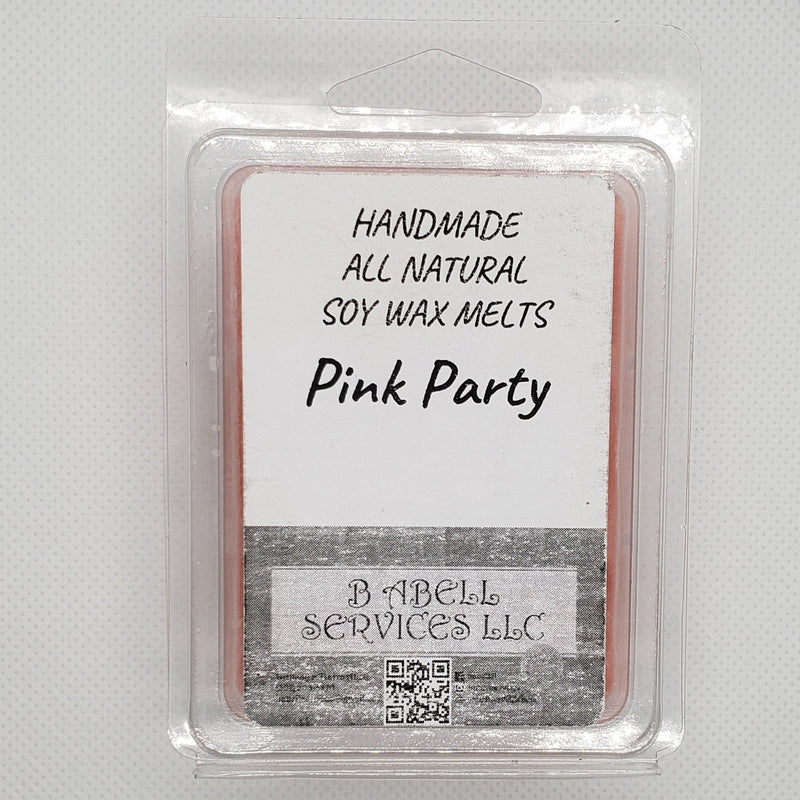 HANDMADE
ALL NATURAL
SOY WAX MELTS
Pink Party
B ABELL
SERVICES LLC